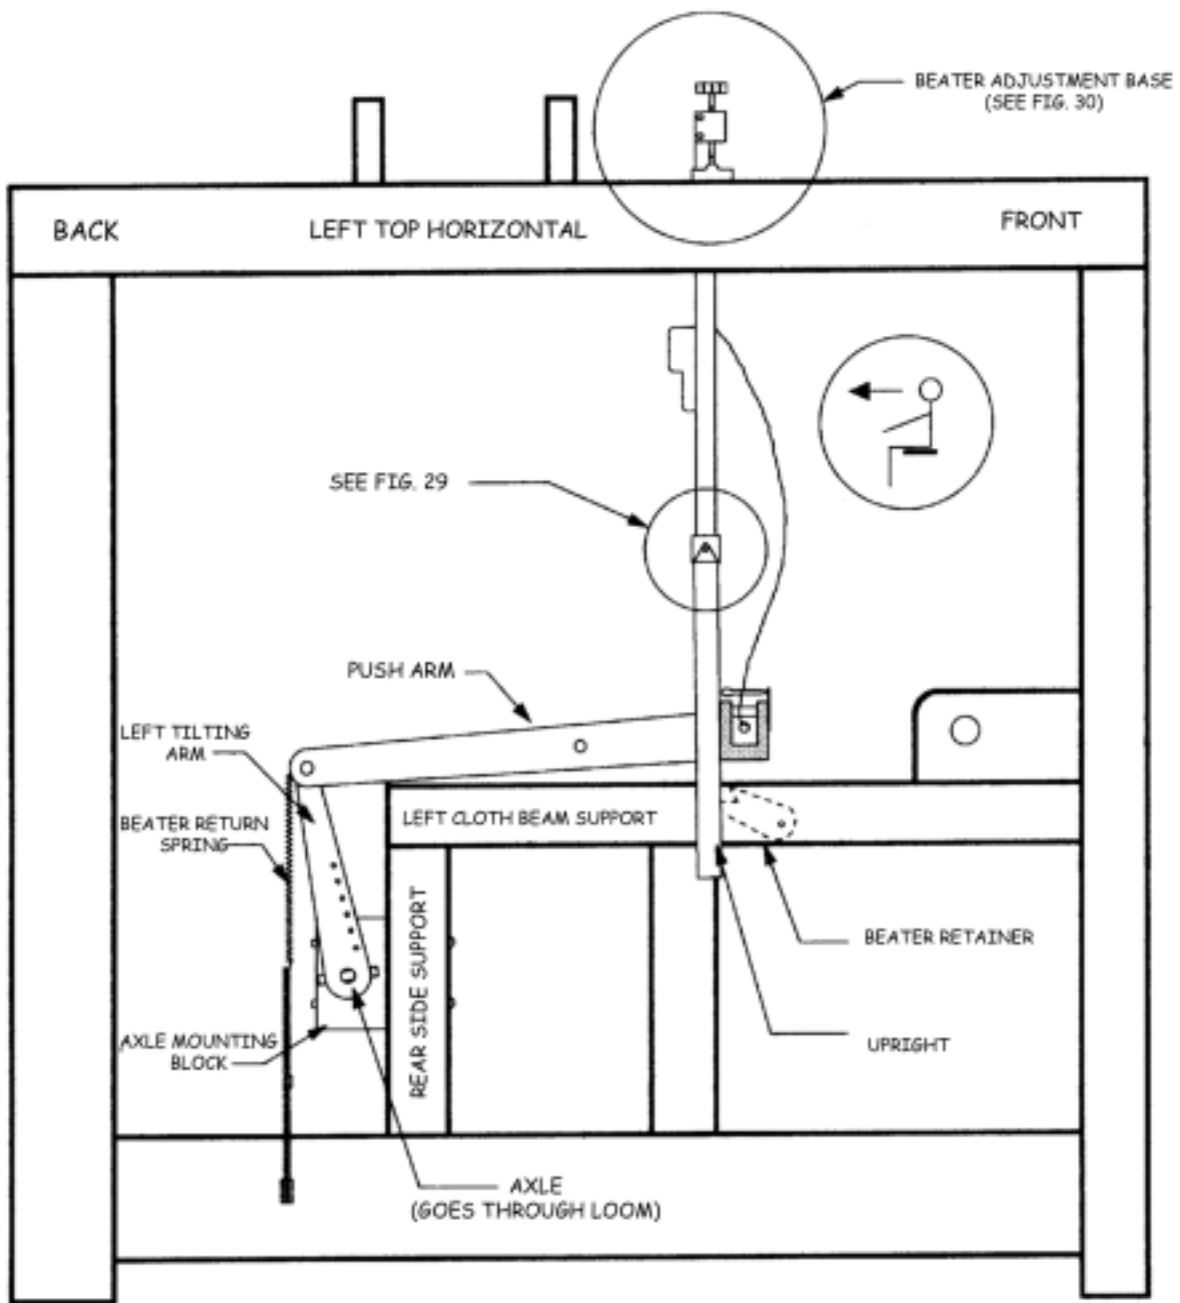 BEATER ADJUSTMENT BASE
(SEE FIG. 30)
BACK
LEFT TOP HORIZONTAL
FRONT
SEE FIG. 29
PUSH ARM
LEFT TILTING
ARM
BEATER RETURN
SPRING
LEFT CLOTH BEAM SUPPORT
REAR SIDE SUPPORT
BEATER RETAINER
AXLE MOUNTING
BLOCK
UPRIGHT
AXLE
(GOES THROUGH LOOM)